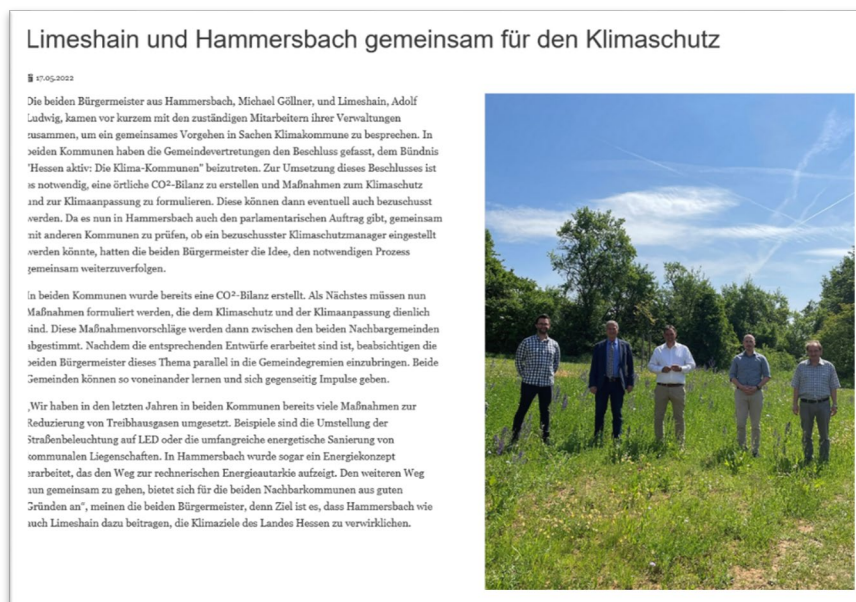 Limeshain und Hammersbach gemeinsam für den Klimaschutz
17.05.2022
Die beiden Bürgermeister aus Hammersbach, Michael Göllner, und Limeshain, Adolf
Ludwig, kamen vor kurzem mit den zuständigen Mitarbeitern ihrer Verwaltungen
zusammen, um ein gemeinsames Vorgehen in Sachen Klimakommune zu besprechen. In
beiden Kommunen haben die Gemeindevertretungen den Beschluss gefasst, dem Bündnis
"Hessen aktiv: Die Klima-Kommunen" beizutreten. Zur Umsetzung dieses Beschlusses ist
es notwendig, eine örtliche CO²-Bilanz zu erstellen und Maßnahmen zum Klimaschutz
und zur Klimaanpassung zu formulieren. Diese können dann eventuell auch bezuschusst
werden. Da es nun in Hammersbach auch den parlamentarischen Auftrag gibt, gemeinsam
mit anderen Kommunen zu prüfen, ob ein bezuschusster Klimaschutzmanager eingestellt
werden könnte, hatten die beiden Bürgermeister die Idee, den notwendigen Prozess
gemeinsam weiterzuverfolgen.
In beiden Kommunen wurde bereits eine CO²-Bilanz erstellt. Als Nächstes müssen nun
Maßnahmen formuliert werden, die dem Klimaschutz und der Klimaanpassung dienlich
sind. Diese Maßnahmenvorschläge werden dann zwischen den beiden Nachbargemeinden
abgestimmt. Nachdem die entsprechenden Entwürfe erarbeitet sind ist, beabsichtigen die
beiden Bürgermeister dieses Thema parallel in die Gemeindegremien einzubringen. Beide
Gemeinden können so voneinander lernen und sich gegenseitig Impulse geben.
„Wir haben in den letzten Jahren in beiden Kommunen bereits viele Maßnahmen zur
Reduzierung von Treibhausgasen umgesetzt. Beispiele sind die Umstellung der
Straßenbeleuchtung auf LED oder die umfangreiche energetische Sanierung von
kommunalen Liegenschaften. In Hammersbach wurde sogar ein Energiekonzept
erarbeitet, das den Weg zur rechnerischen Energieautarkie aufzeigt. Den weiteren Weg
nun gemeinsam zu gehen, bietet sich für die beiden Nachbarkommunen aus guten
Gründen an", meinen die beiden Bürgermeister, denn Ziel ist es, dass Hammersbach wie
auch Limeshain dazu beitragen, die Klimaziele des Landes Hessen zu verwirklichen.